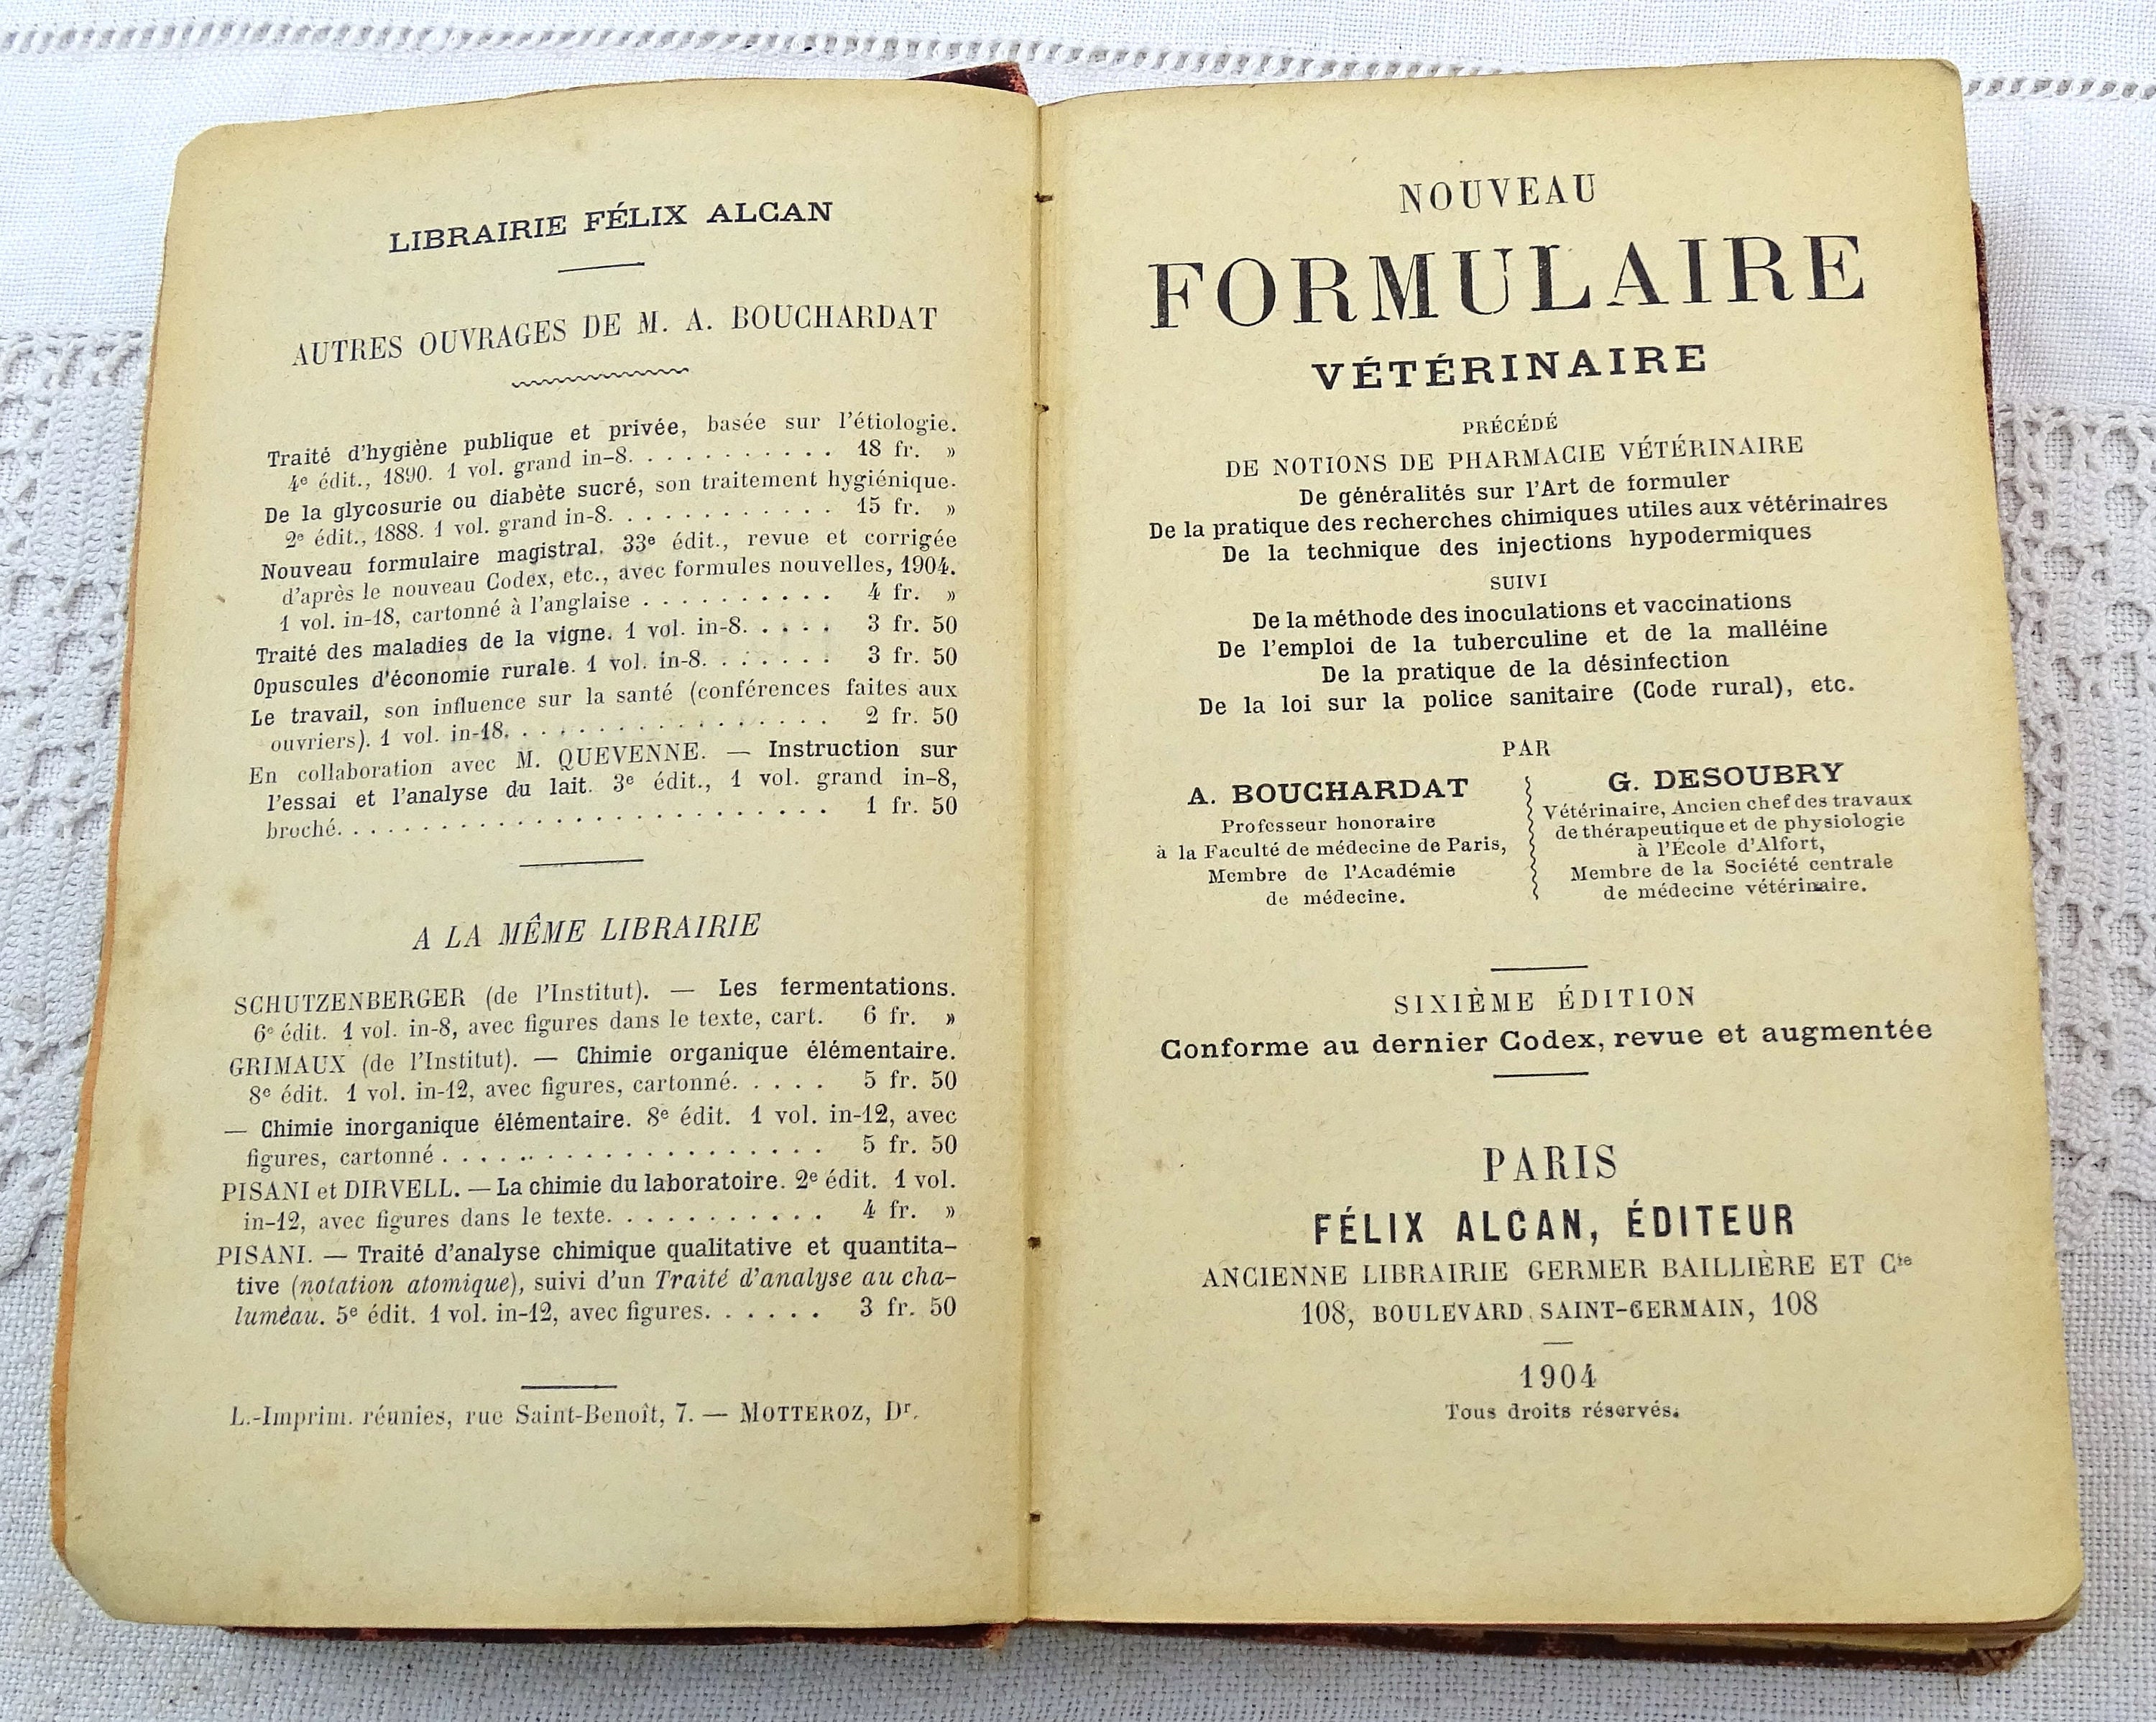 LIBRAIRIE FÉLIX ALCAN
AUTRES OUVRAGES DE M. A. BOUCHARDAT
Traité d'hygiène publique et privée, basée sur l'étiologie.
4e édit., 1890. 1 vol. grand in-8. . . . . . . . . . . 18 fr. »
De la glycosurie ou diabète sucré, son traitement hygiénique.
2e édit., 1888. 1 vol. grand in-8. . . . . . . . . . . . 15 fr. »
Nouveau formulaire magistral. 33e édit., revue et corrigée
d'après le nouveau Codex, etc., avec formules nouvelles, 1904.
1 vol. in-18, cartonné à l'anglaise . . . . . . . . . . 4 fr. »
Traité des maladies de la vigne. 1 vol. in-8. . . . . 3 fr. 50
Opuscules d'économie rurale. 1 vol. in-8. . . . . . . 3 fr. 50
Le travail, son influence sur la santé (conférences faites aux
ouvriers). 1 vol. in-18. . . . . . . . . . . . . . . . . 2 fr. 50
En collaboration avec M. QUEVENNE. — Instruction sur
l'essai et l'analyse du lait. 3e édit., 1 vol. grand in-8,
broché. . . . . . . . . . . . . . . . . . . . . . . . . 1 fr. 50
A LA MÊME LIBRAIRIE
SCHUTZENBERGER (de l'Institut). — Les fermentations.
6e édit. 1 vol. in-8, avec figures dans le texte, cart. 6 fr. »
GRIMAUX (de l'Institut). — Chimie organique élémentaire.
8e édit. 1 vol. in-12, avec figures, cartonné. . . . . 5 fr. 50
— Chimie inorganique élémentaire. 8e édit. 1 vol. in-12, avec
figures, cartonné . . . . . . . . . . . . . . . . . . . . 5 fr. 50
PISANI et DIRVELL. — La chimie du laboratoire. 2e édit. 1 vol.
in-12, avec figures dans le texte. . . . . . . . . . . 4 fr. »
PISANI. — Traité d'analyse chimique qualitative et quantita-
tive (notation atomique), suivi d'un Traité d'analyse au cha-
lumeau. 5e édit. 1 vol. in-12, avec figures. . . . . . 3 fr. 50
L.-Imprim. réunies, rue Saint-Benoît, 7. — MOTTEROZ, Dr.
NOUVEAU
FORMULAIRE
VÉTÉRINAIRE
PRÉCÉDÉ
DE NOTIONS DE PHARMACIE VÉTÉRINAIRE
De généralités sur l'Art de formuler
De la pratique des recherches chimiques utiles aux vétérinaires
De la technique des injections hypodermiques
SUIVI
De la méthode des inoculations et vaccinations
De l'emploi de la tuberculine et de la malléine
De la pratique de la désinfection
De la loi sur la police sanitaire (Code rural), etc.
PAR
A. BOUCHARDAT
Professeur honoraire
à la Faculté de médecine de Paris,
Membre de l'Académie
de médecine.
G. DESOUBRY
Vétérinaire, Ancien chef des travaux
de thérapeutique et de physiologie
à l'École d'Alfort,
Membre de la Société centrale
de médecine vétérinaire.
SIXIÈME ÉDITION
Conforme au dernier Codex, revue et augmentée
PARIS
FÉLIX ALCAN, ÉDITEUR
ANCIENNE LIBRAIRIE GERMER BAILLIÈRE ET Cie
108, BOULEVARD SAINT-GERMAIN, 108
1904
Tous droits réservés.